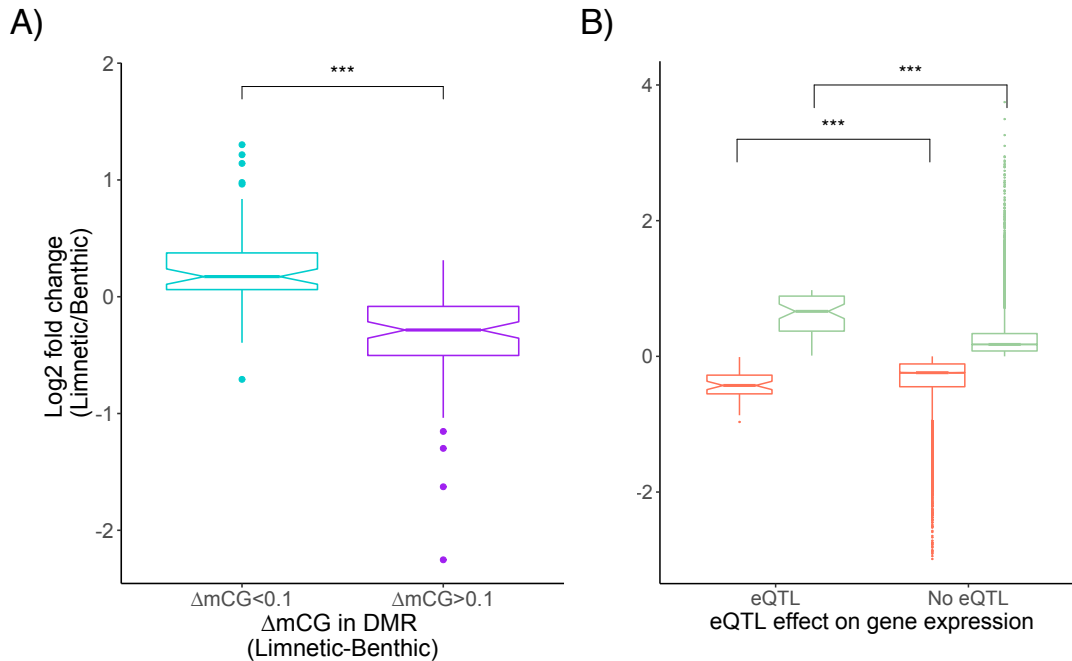 A)
2
1
0
-1
-2
Log2 fold change
(Limnetic/Benthic)
***
ΔmCG<0.1
ΔmCG>0.1
ΔmCG in DMR
(Limnetic-Benthic)
B)
4
2
0
-2
***
***
eQTL
No eQTL
eQTL effect on gene expression